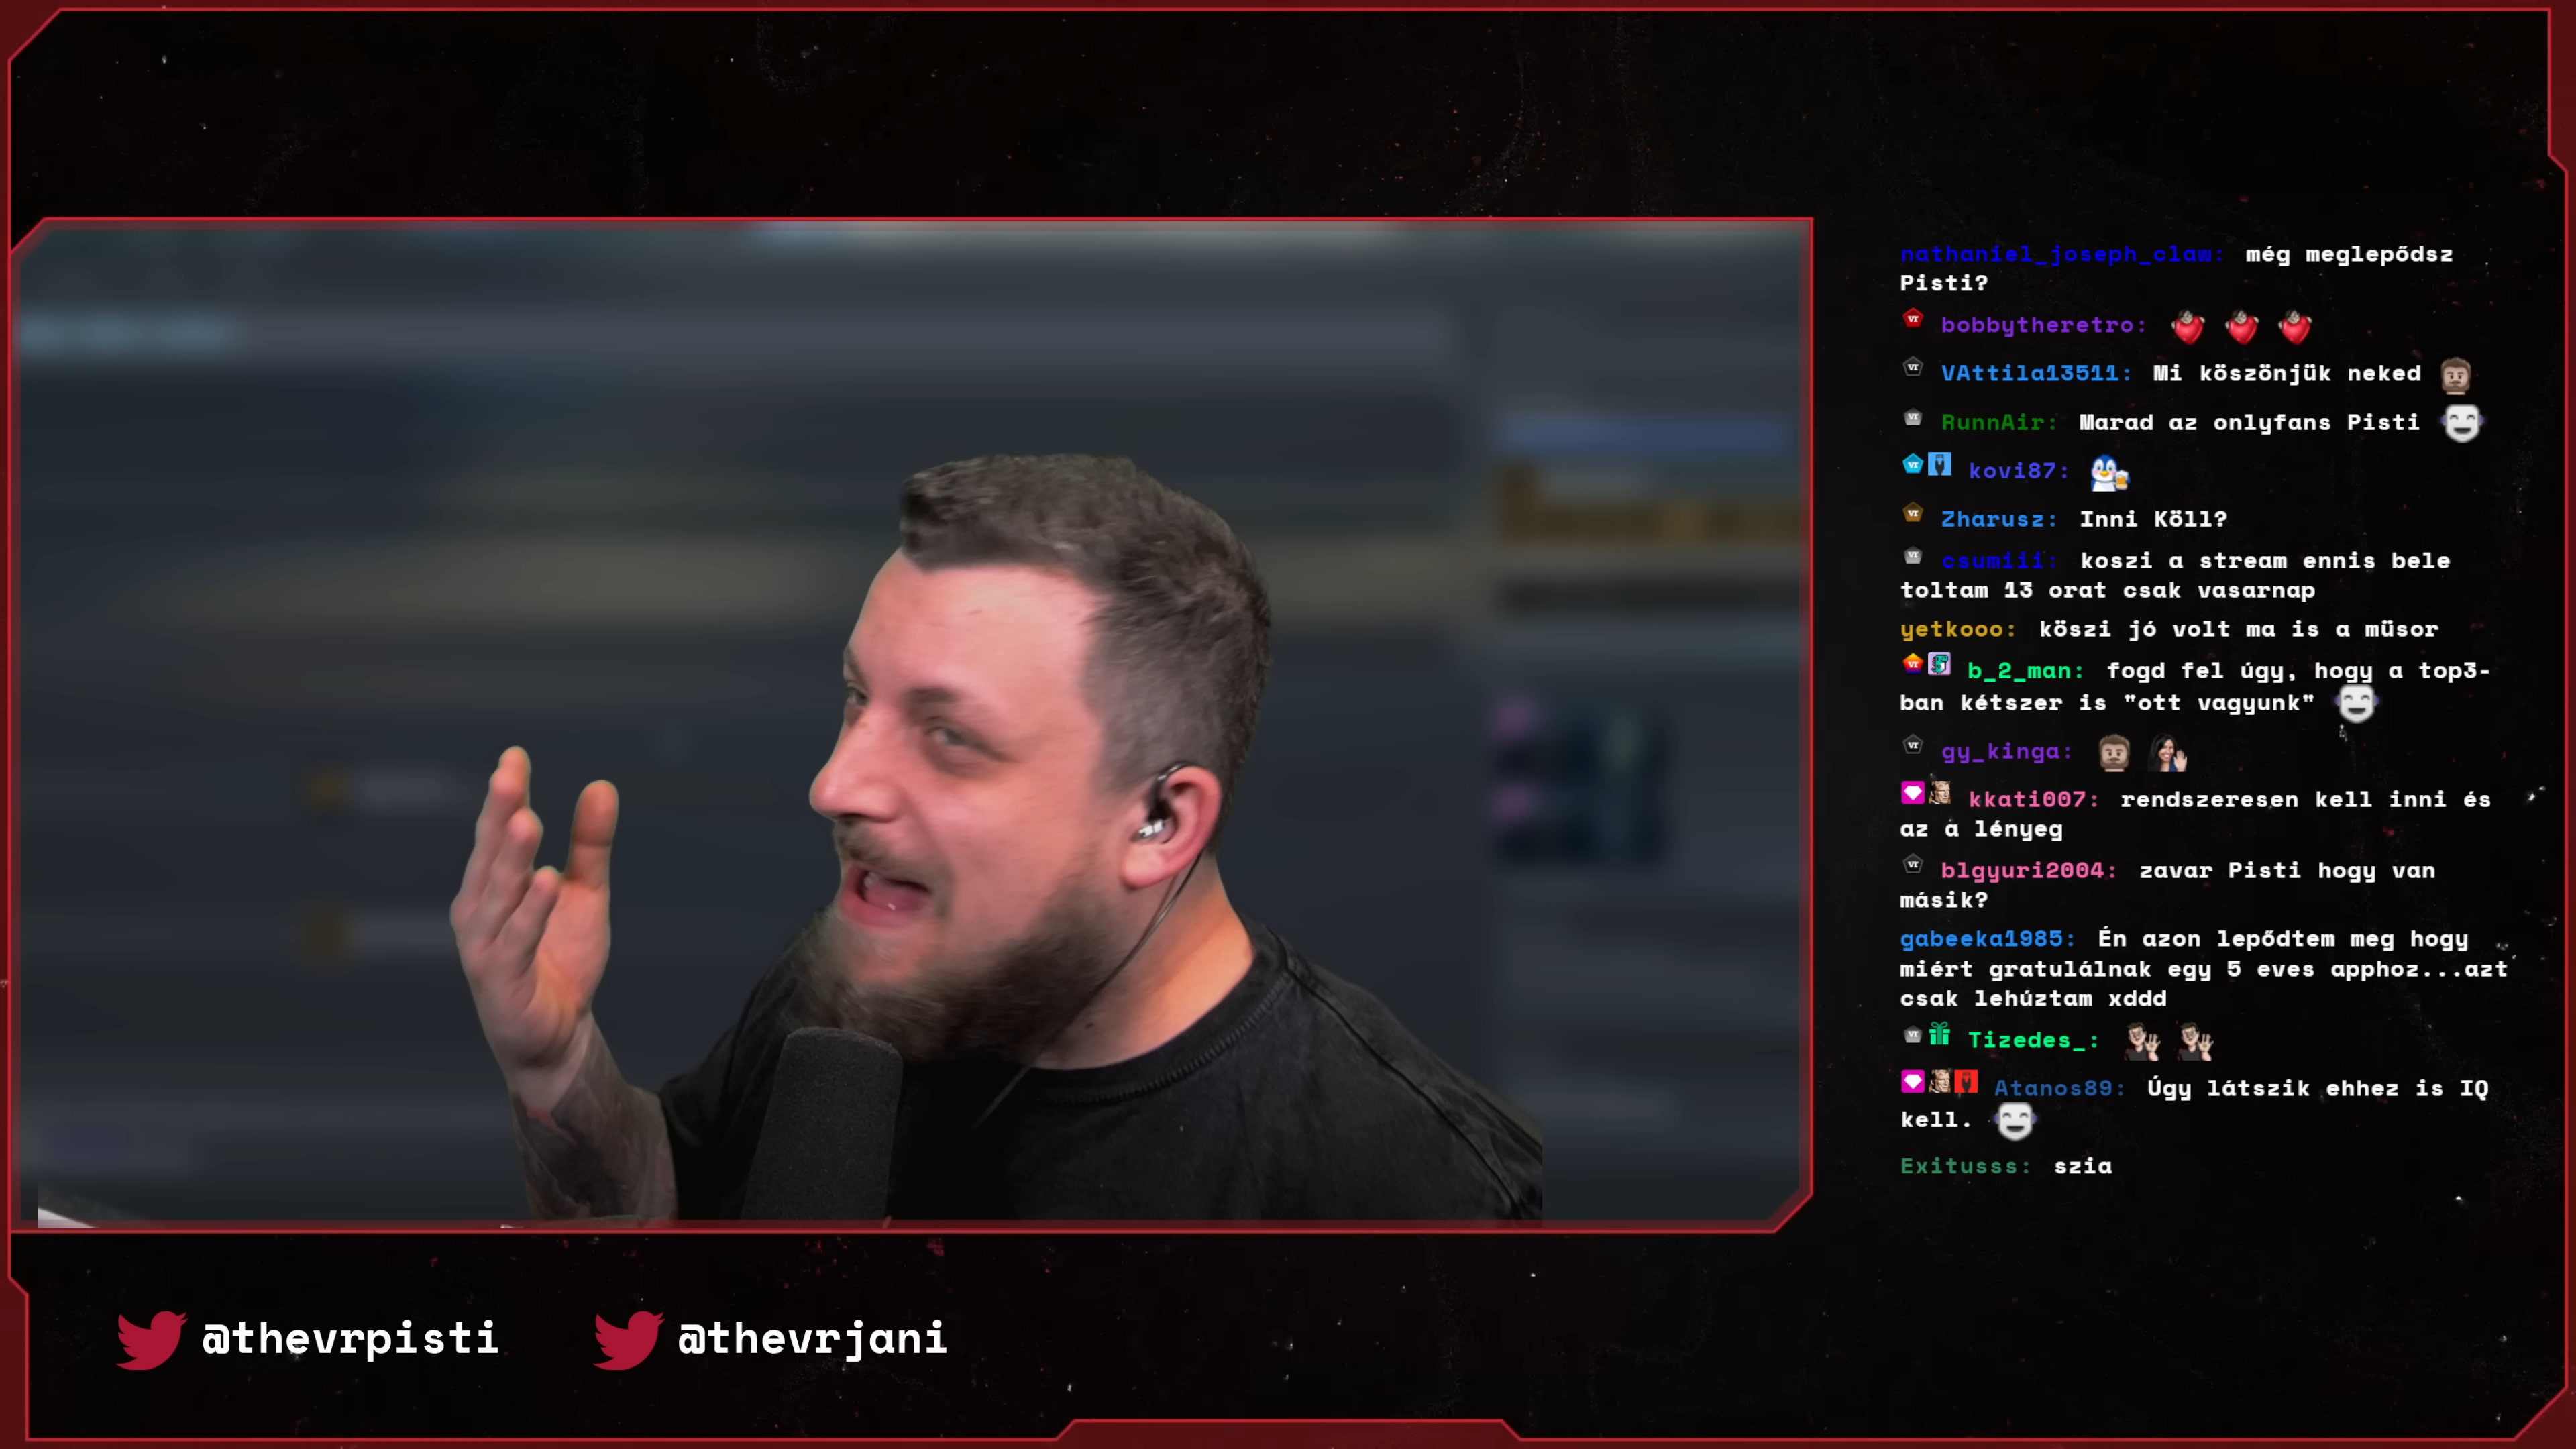 nathaniel_joseph_claw: még meglepődsz
Pisti?
bobbytheretro:
VAttila13511: Mi köszönjük neked
RunnAir: Marad az onlyfans Pisti
kovi87:
Zharusz: Inni Köll?
csumiii: koszi a stream ennis bele
toltam 13 orat csak vasarnap
yetkooo: köszi jó volt ma is a müsor
b_2_man: fogd fel úgy, hogy a top3-
ban kétszer is "ott vagyunk"
gy_kinga:
kkati007: rendszeresen kell inni és
az a lényeg
blgyuri2004: zavar Pisti hogy van
másik?
gabeeka1985: Én azon lepődtem meg hogy
miért gratulálnak egy 5 eves apphoz...azt
csak lehúztam xddd
Tizedes_:
Atanos89: Úgy látszik ehhez is IQ
kell.
Exitusss: szia
@thevrpisti @thevrjani